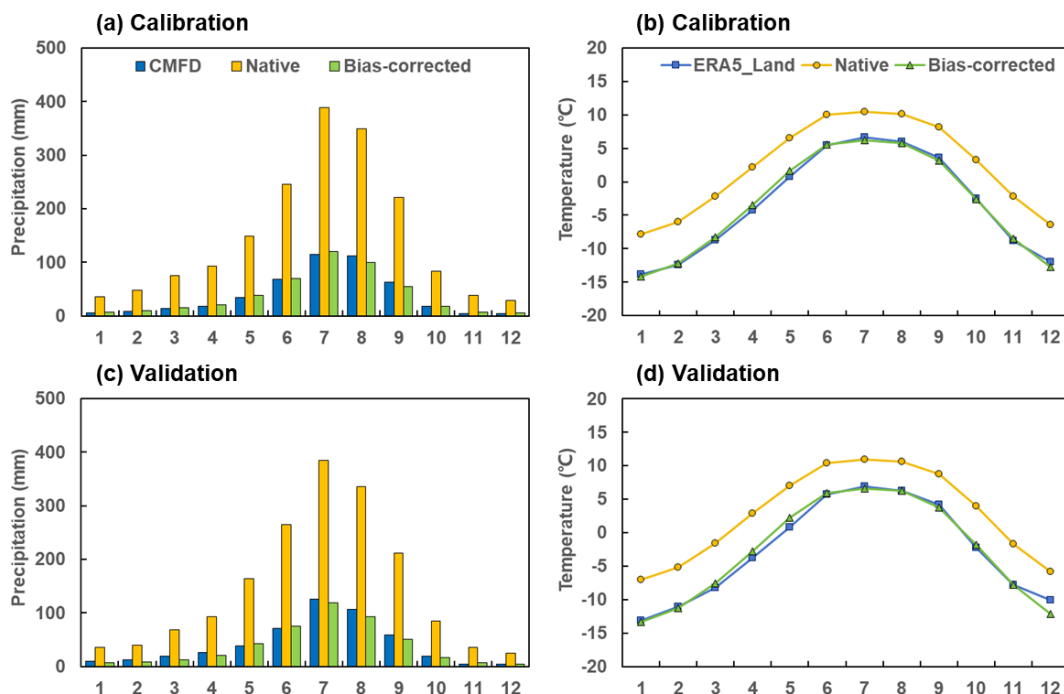 (a) Calibration
500
400
300
200
100
0
Precipitation (mm)
CMFD Native Bias-corrected
1 2 3 4 5 6 7 8 9 10 11 12
(b) Calibration
20
15
10
5
0
-5
-10
-15
-20
Temperature (℃)
ERA5_Land Native Bias-corrected
1 2 3 4 5 6 7 8 9 10 11 12
(c) Validation
500
400
300
200
100
0
Precipitation (mm)
1 2 3 4 5 6 7 8 9 10 11 12
(d) Validation
20
15
10
5
0
-5
-10
-15
-20
Temperature (℃)
1 2 3 4 5 6 7 8 9 10 11 12